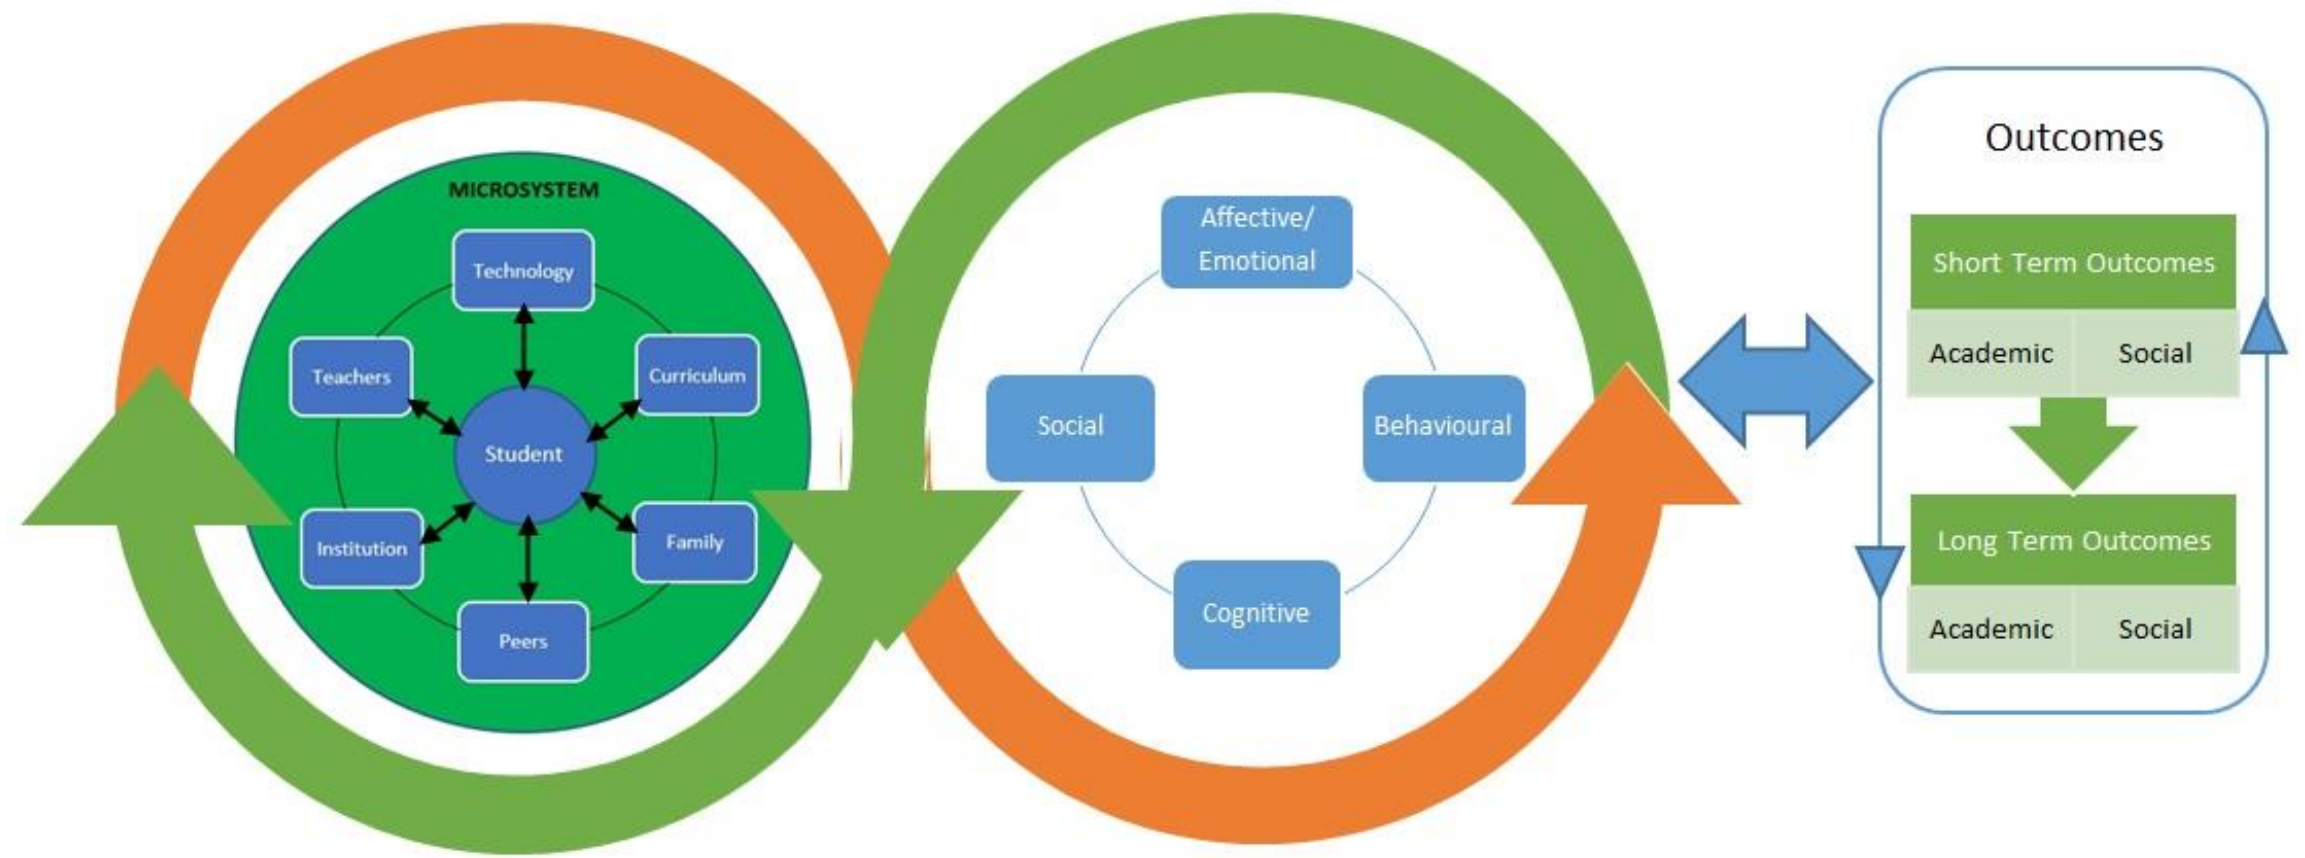 MICROSYSTEM
Technology
Teachers
Curriculum
Student
Institution
Family
Peers
Affective/
Emotional
Social
Behavioural
Cognitive
Outcomes
Short Term Outcomes
Academic Social
Long Term Outcomes
Academic Social